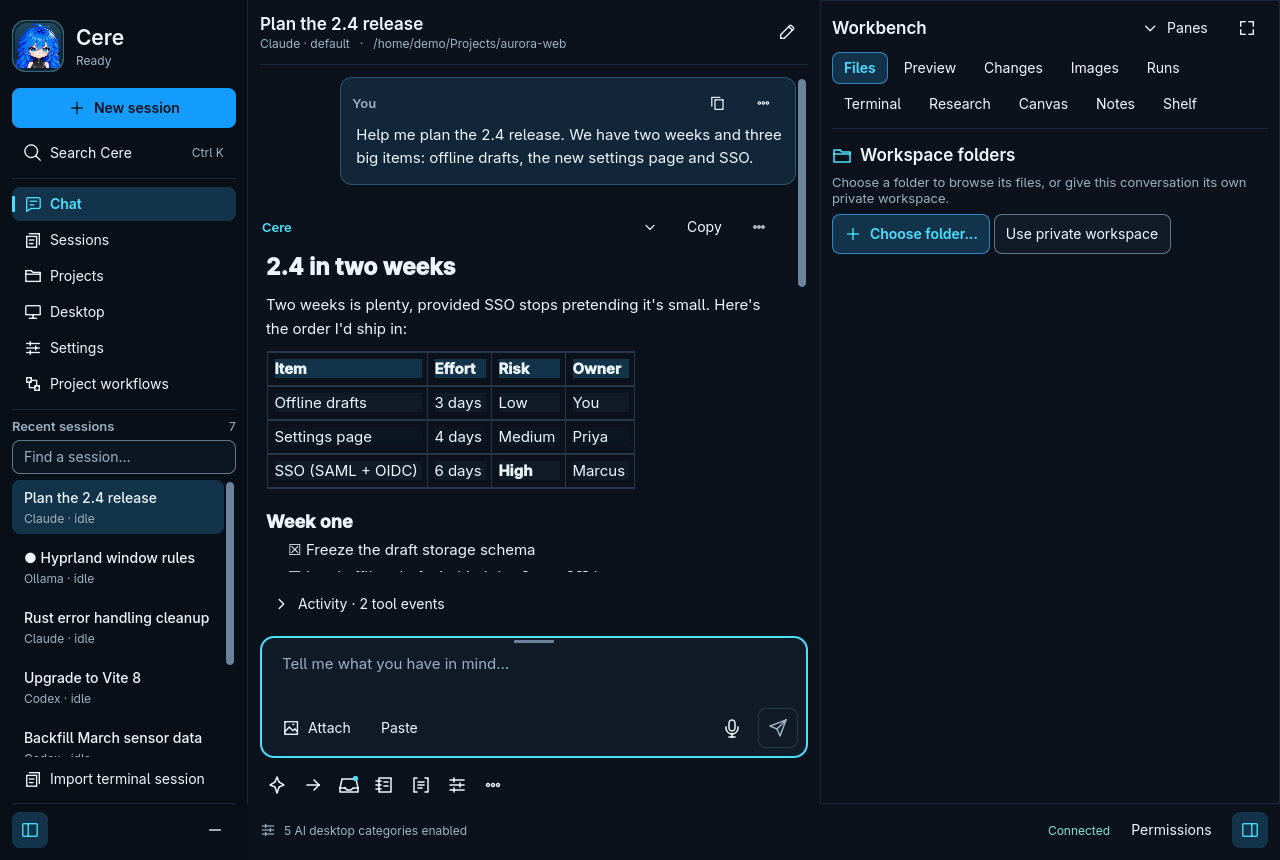 Cere
Ready
New session
Search Cere Ctrl K
Chat
Sessions
Projects
Desktop
Settings
Project workflows
Recent sessions 7
Find a session...
Plan the 2.4 release
Claude · idle
Hyprland window rules
Ollama · idle
Rust error handling cleanup
Claude · idle
Upgrade to Vite 8
Codex · idle
Backfill March sensor data
Import terminal session
Plan the 2.4 release
Claude · default · /home/demo/Projects/aurora-web
You
Help me plan the 2.4 release. We have two weeks and three
big items: offline drafts, the new settings page and SSO.
Cere Copy
2.4 in two weeks
Two weeks is plenty, provided SSO stops pretending it's small. Here's
the order I'd ship in:
Item Effort Risk Owner
Offline drafts 3 days Low You
Settings page 4 days Medium Priya
SSO (SAML + OIDC) 6 days High Marcus
Week one
☒ Freeze the draft storage schema
Activity · 2 tool events
Tell me what you have in mind...
Attach Paste
5 AI desktop categories enabled
Workbench Panes
Files Preview Changes Images Runs
Terminal Research Canvas Notes Shelf
Workspace folders
Choose a folder to browse its files, or give this conversation its own
private workspace.
Choose folder... Use private workspace
Connected Permissions